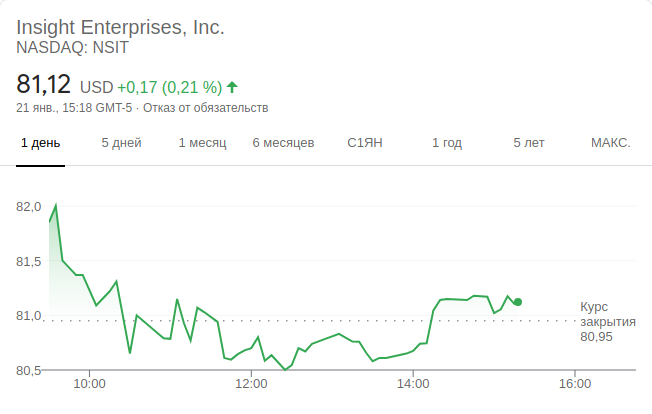 Insight Enterprises, Inc.
NASDAQ: NSIT
81,12 USD +0,17 (0,21 %)
21 янв., 15:18 GMT-5 · Отказ от обязательств
1 день 5 дней 1 месяц 6 месяцев С1ЯН 1 год 5 лет МАКС.
82,0
81,5
81,0
Курс
закрытия
80,95
80,5
10:00 12:00 14:00 16:00